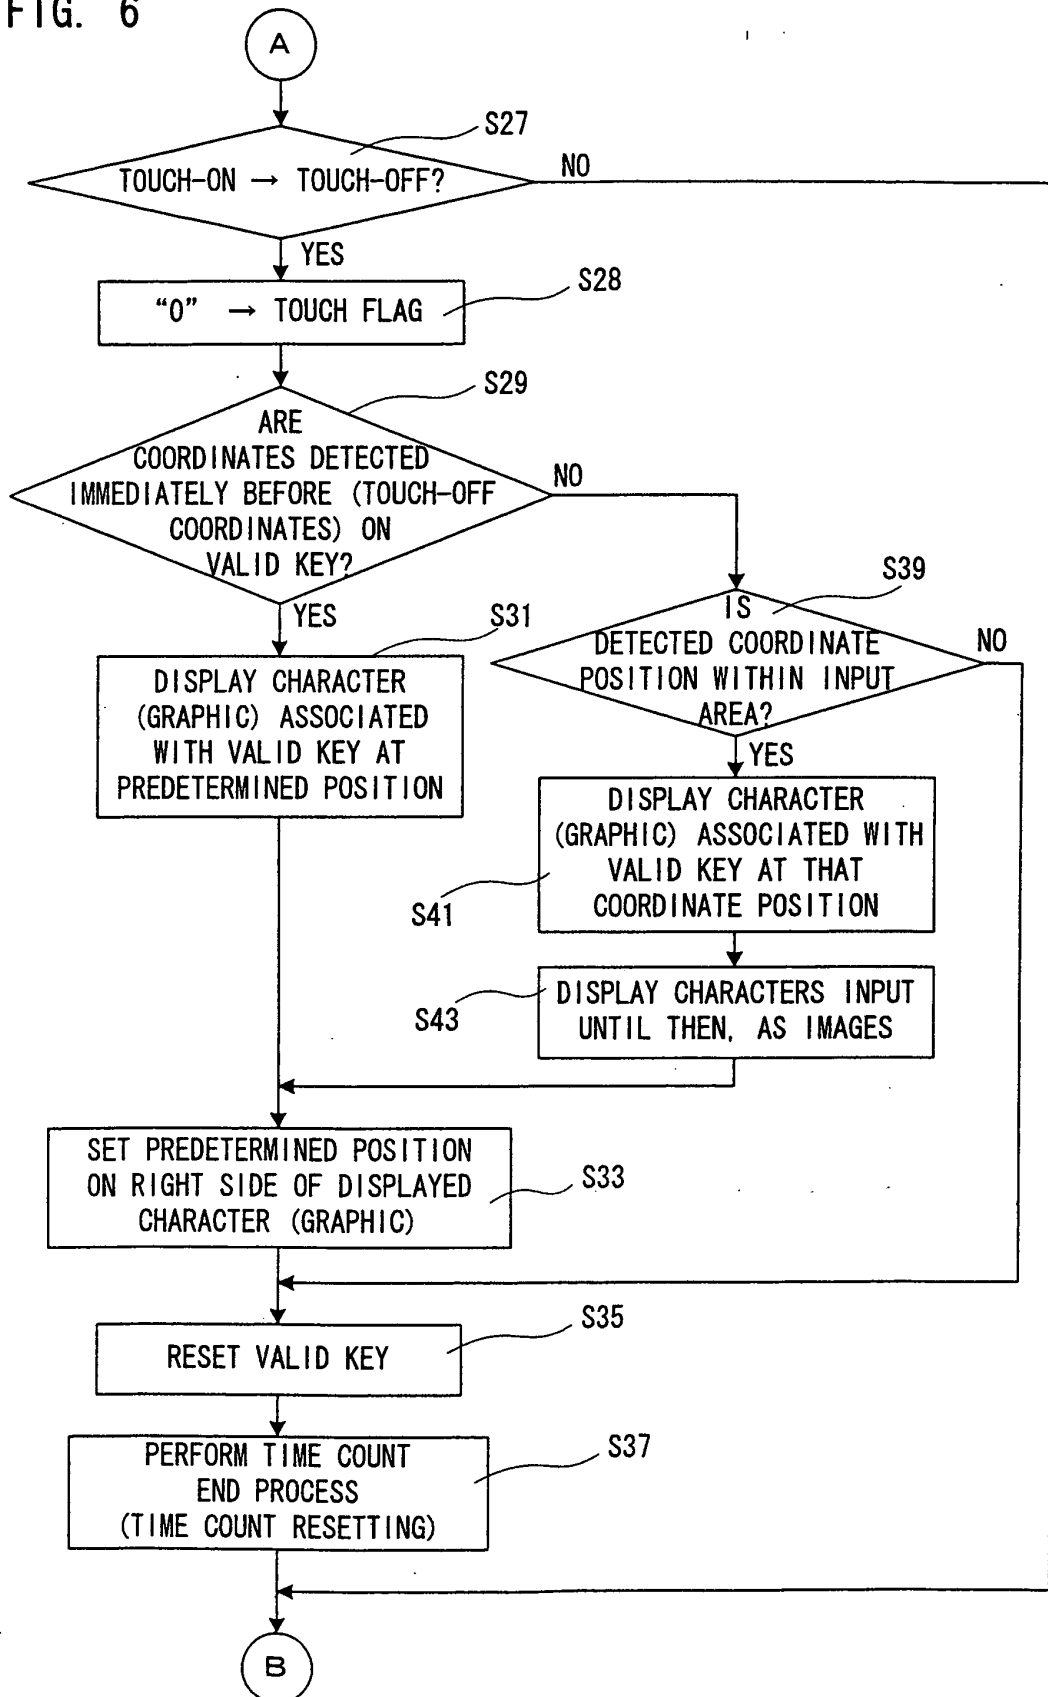 FIG. 6
A
S27
TOUCH-ON → TOUCH-OFF?
NO
YES
S28
“0” → TOUCH FLAG
S29
ARE
COORDINATES DETECTED
IMMEDIATELY BEFORE (TOUCH-OFF
COORDINATES) ON
VALID KEY?
NO
YES
S39
IS
DETECTED COORDINATE
POSITION WITHIN INPUT
AREA?
NO
YES
S31
DISPLAY CHARACTER
(GRAPHIC) ASSOCIATED
WITH VALID KEY AT
PREDETERMINED POSITION
DISPLAY CHARACTER
(GRAPHIC) ASSOCIATED WITH
VALID KEY AT THAT
COORDINATE POSITION
S41
DISPLAY CHARACTERS INPUT
UNTIL THEN, AS IMAGES
S43
SET PREDETERMINED POSITION
ON RIGHT SIDE OF DISPLAYED
CHARACTER (GRAPHIC)
S33
S35
RESET VALID KEY
S37
PERFORM TIME COUNT
END PROCESS
(TIME COUNT RESETTING)
B